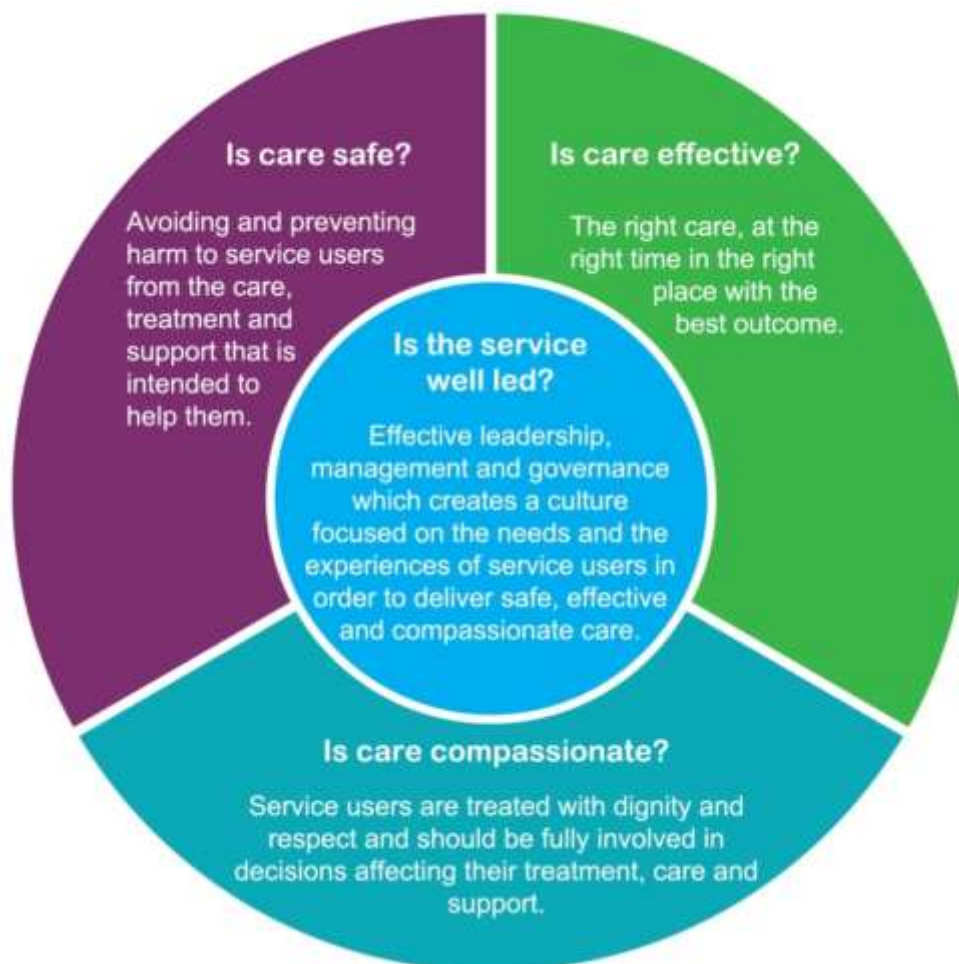 Is care safe?
Avoiding and preventing
harm to service users
from the care,
treatment and
support that is
intended to
help them.
Is care effective?
The right care, at the
right time in the right
place with the
best outcome.
Is the service
well led?
Effective leadership,
management and governance
which creates a culture
focused on the needs and the
experiences of service users in
order to deliver safe, effective
and compassionate care.
Is care compassionate?
Service users are treated with dignity and
respect and should be fully involved in
decisions affecting their treatment, care and
support.